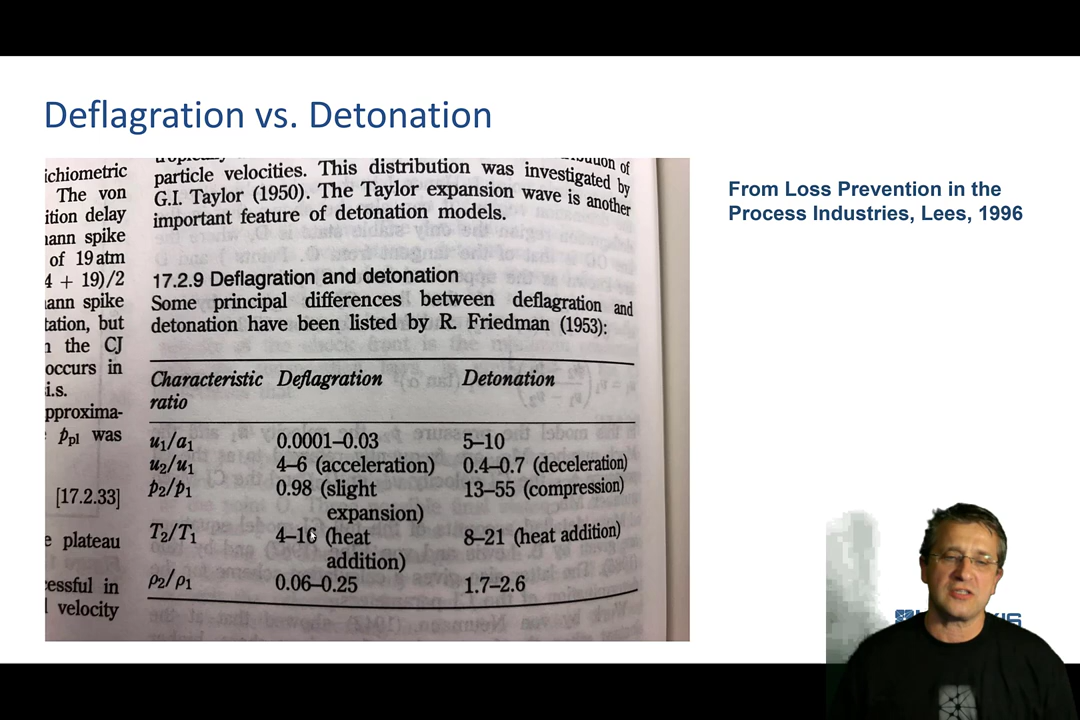 Deflagration vs. Detonation
From Loss Prevention in the
Process Industries, Lees, 1996
ichiometric
The von
ition delay
ann spike
of 19 atm
4 + 19)/2
ann spike
tation, but
the CJ
occurs in
i.s.
pproxima-
p̂pl was
[17.2.33]
e plateau
essful in
velocity
particle velocities. This distribution was investigated by
G.I. Taylor (1950). The Taylor expansion wave is another
important feature of detonation models.
17.2.9 Deflagration and detonation
Some principal differences between deflagration and
detonation have been listed by R. Friedman (1953):
Characteristic Deflagration Detonation
ratio
u1/a1 0.0001–0.03 5–10
u2/u1 4–6 (acceleration) 0.4–0.7 (deceleration)
p2/p1 0.98 (slight 13–55 (compression)
expansion)
T2/T1 4–16 (heat 8–21 (heat addition)
addition)
ρ2/ρ1 0.06–0.25 1.7–2.6